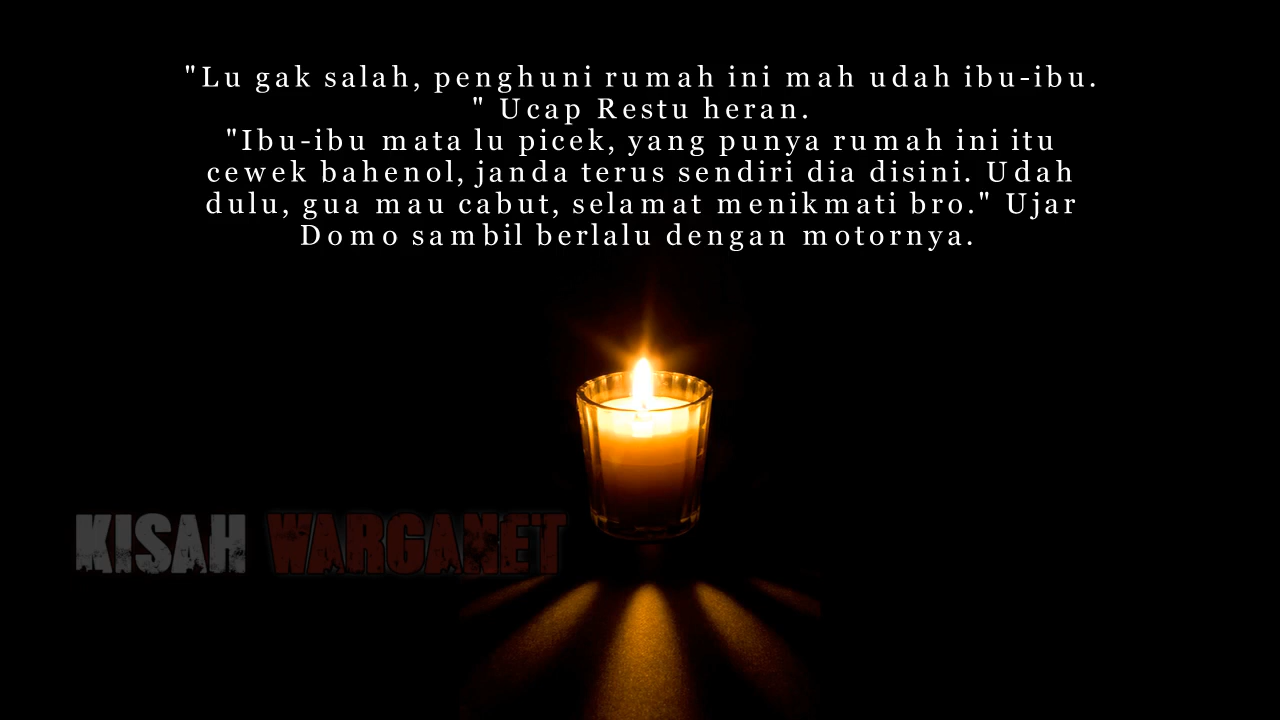 "Lu gak salah, penghuni rumah ini mah udah ibu-ibu.
" Ucap Restu heran.
"Ibu-ibu mata lu picek, yang punya rumah ini itu
cewek bahenol, janda terus sendiri dia disini. Udah
dulu, gua mau cabut, selamat menikmati bro." Ujar
Domo sambil berlalu dengan motornya.
KISAH WARGANET